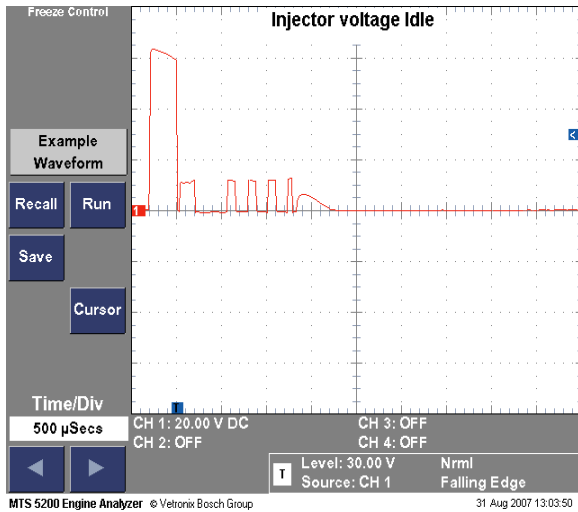 Freeze Control
Injector voltage Idle
Example
Waveform
Recall
Run
Save
Cursor
1
T
Time/Div
500 µSecs
CH 1: 20.00 V DC
CH 3: OFF
CH 2: OFF
CH 4: OFF
T
Level: 30.00 V
Nrml
Source: CH 1
Falling Edge
MTS 5200 Engine Analyzer © Vetronix Bosch Group
31 Aug 2007 13:03:50